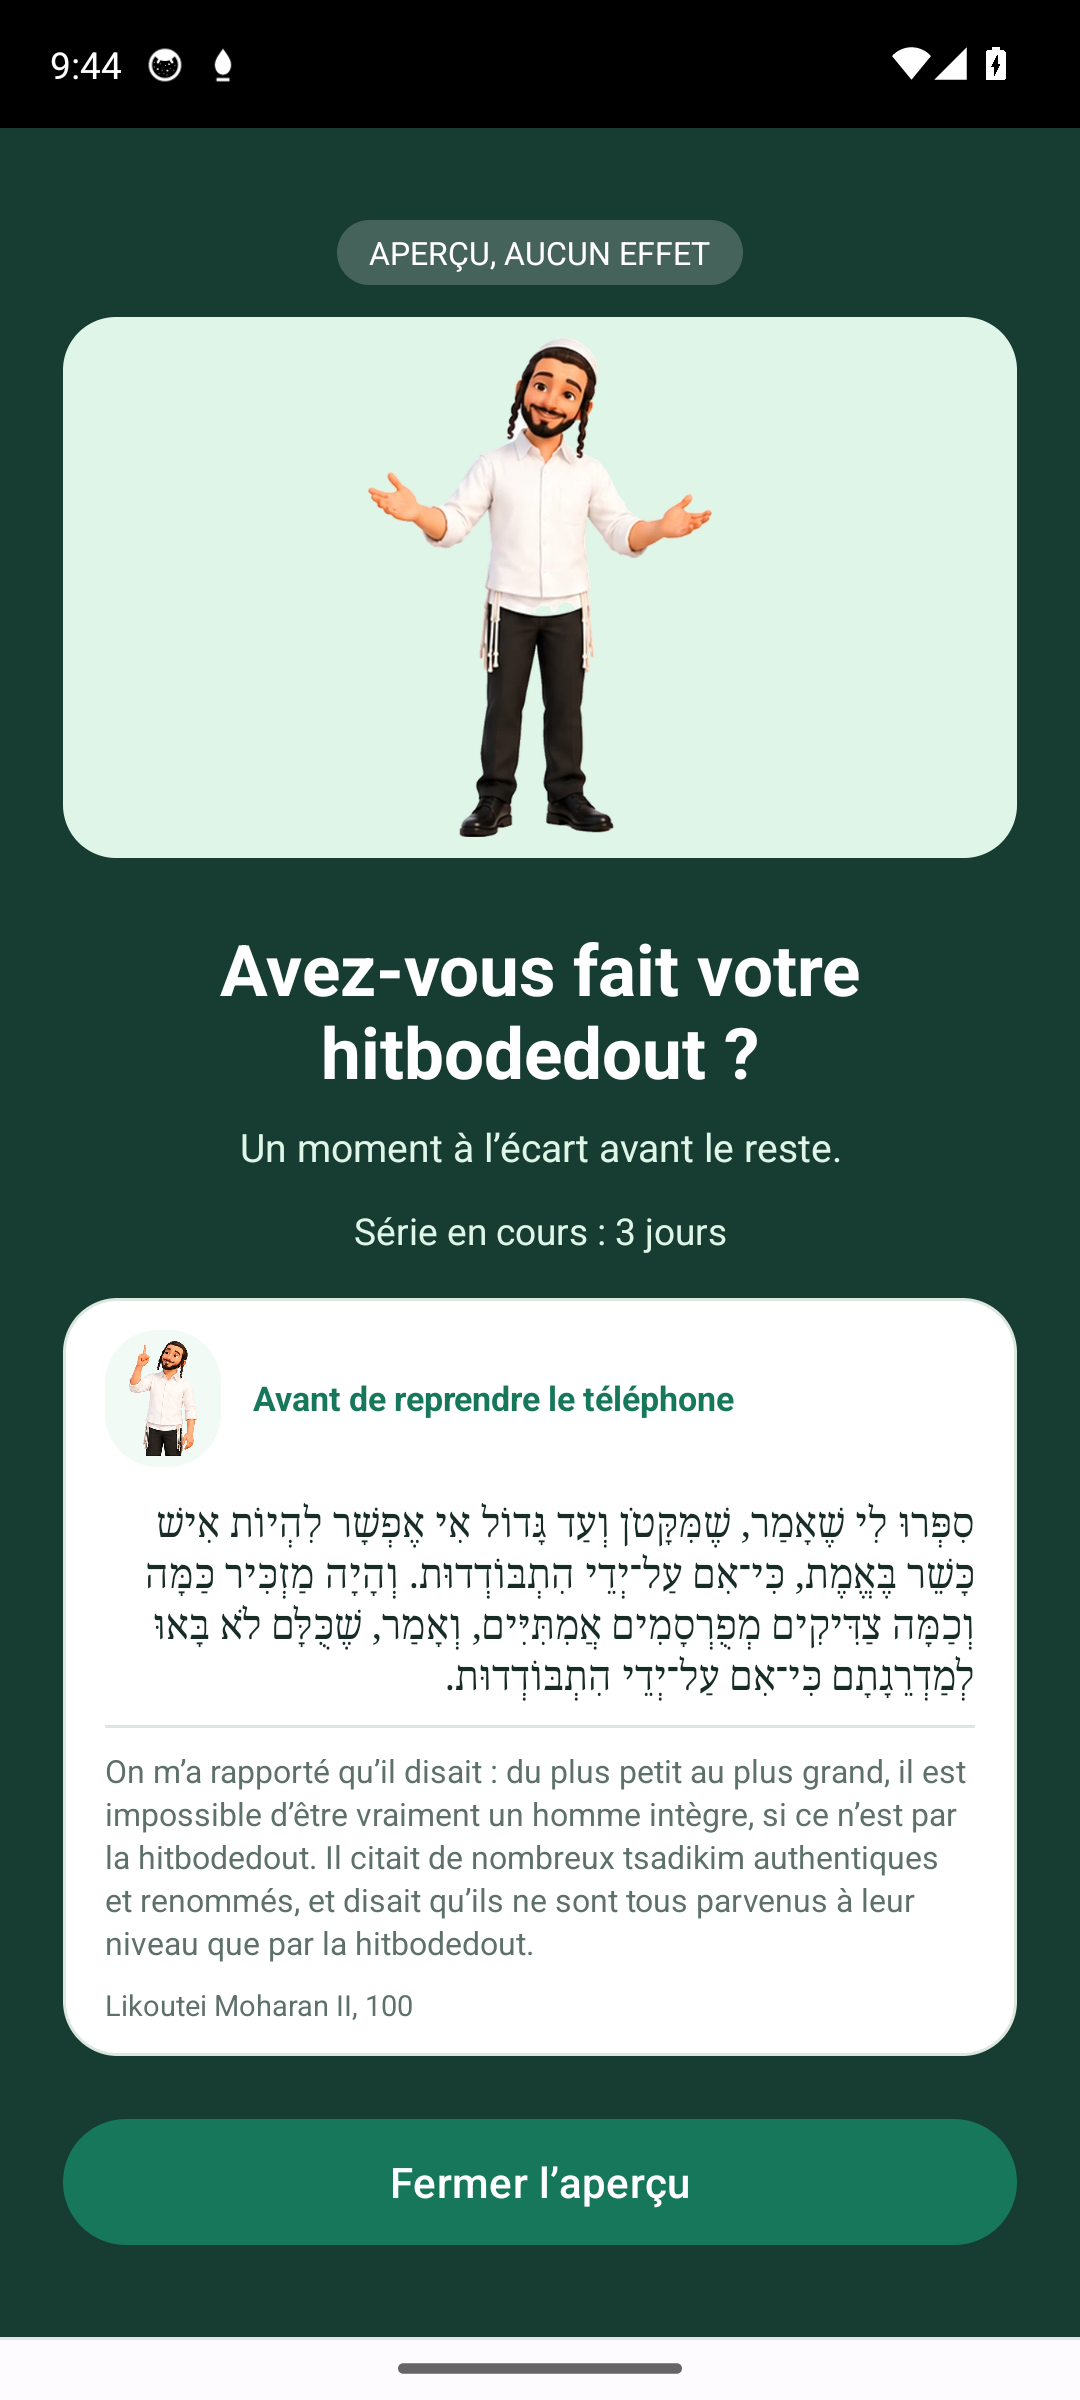 9:44
APERÇU, AUCUN EFFET
Avez-vous fait votre
hitbodedout ?
Un moment à l’écart avant le reste.
Série en cours : 3 jours
Avant de reprendre le téléphone
סִפְּרוּ לִי שֶׁאָמַר, שֶׁמִּקָּטֹן וְעַד גָּדוֹל אִי אֶפְשָׁר לִהְיוֹת אִישׁ
כָּשֵׁר בֶּאֱמֶת, כִּי־אִם עַל־יְדֵי הִתְבּוֹדְדוּת. וְהָיָה מַזְכִּיר כַּמָּה
וְכַמָּה צַדִּיקִים מְפֻרְסָמִים אֲמִתִּיִּים, וְאָמַר, שֶׁכֻּלָּם לֹא בָּאוּ
לְמַדְרֵגָתָם כִּי־אִם עַל־יְדֵי הִתְבּוֹדְדוּת.
On m’a rapporté qu’il disait : du plus petit au plus grand, il est
impossible d’être vraiment un homme intègre, si ce n’est par
la hitbodedout. Il citait de nombreux tsadikim authentiques
et renommés, et disait qu’ils ne sont tous parvenus à leur
niveau que par la hitbodedout.
Likoutei Moharan II, 100
Fermer l’aperçu